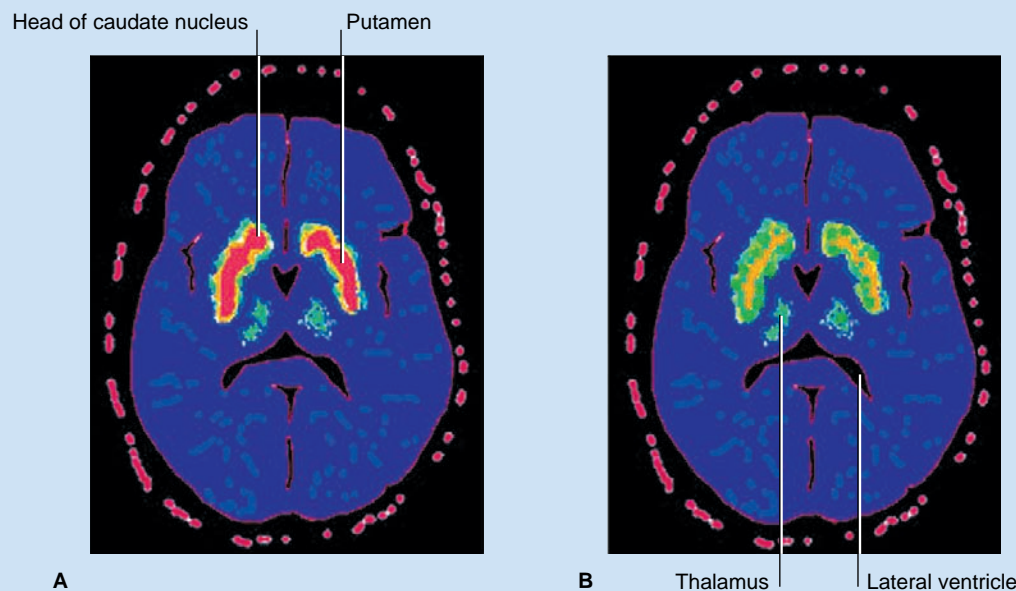 Head of caudate nucleus
Putamen
A
B
Thalamus
Lateral ventricle